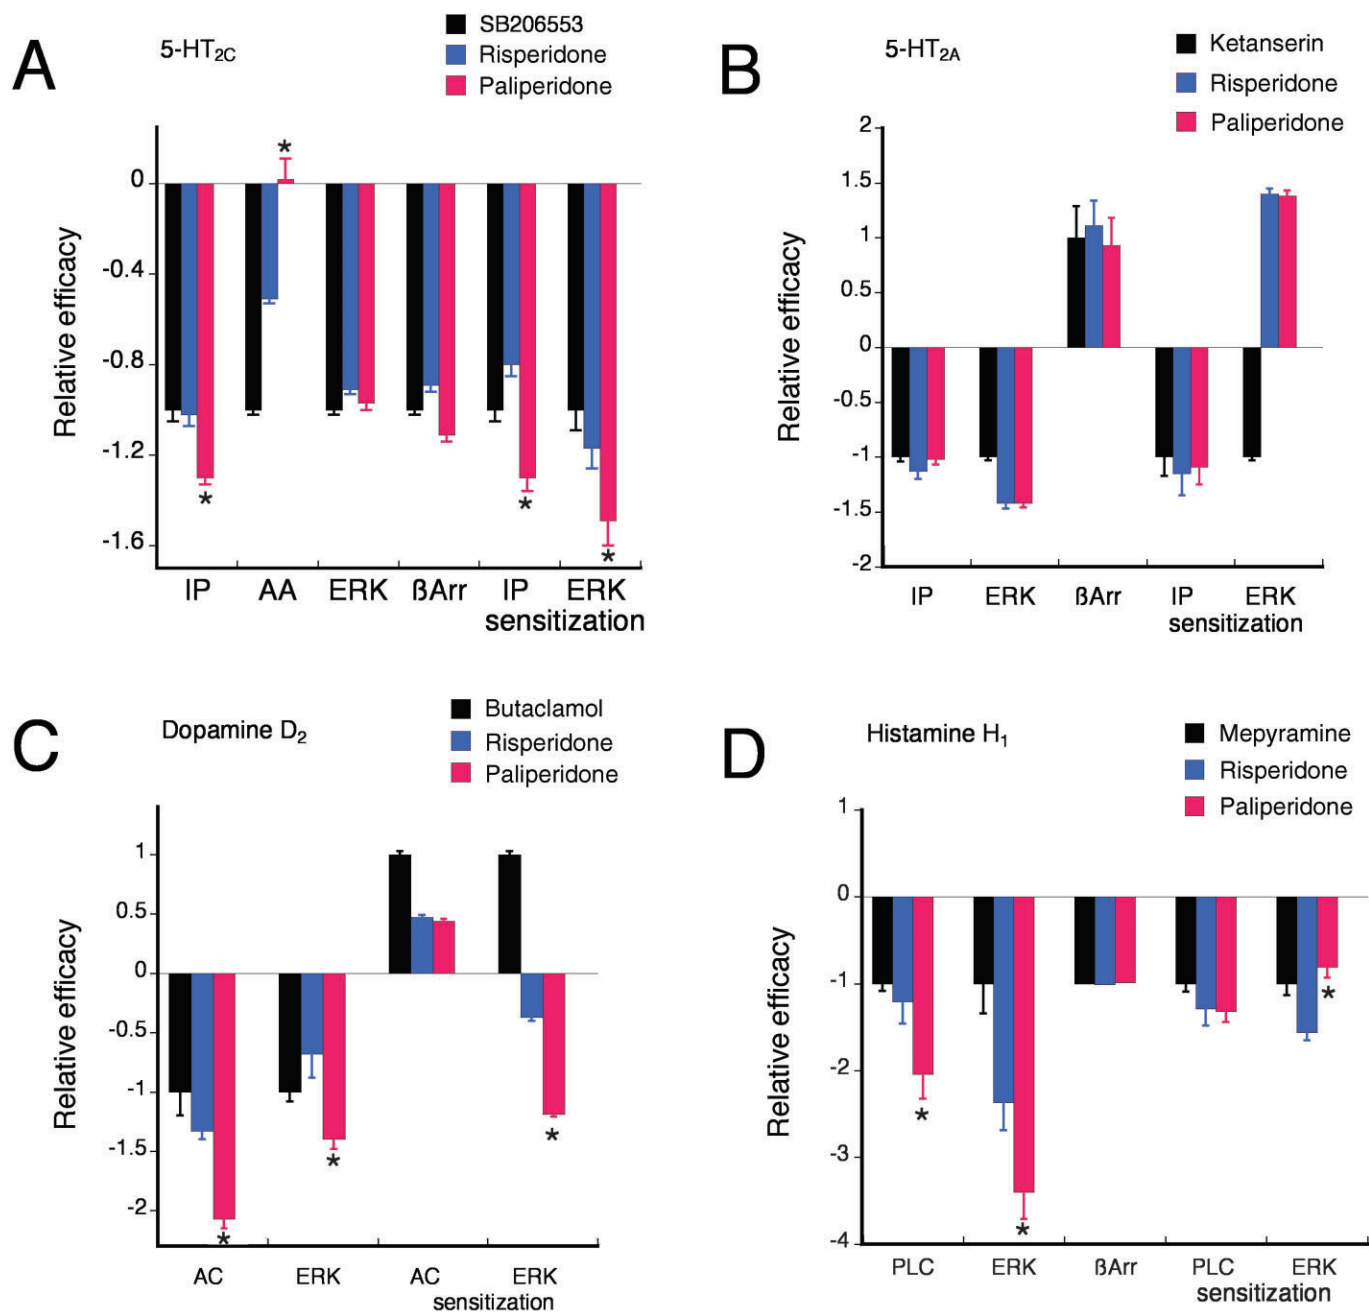 A
5-HT2C
SB206553
Risperidone
Paliperidone
Relative efficacy
0
-0.4
-0.8
-1.2
-1.6
*
*
*
*
IP AA ERK ßArr IP ERK
sensitization
B
5-HT2A
Ketanserin
Risperidone
Paliperidone
Relative efficacy
2
1.5
1
0.5
0
-0.5
-1
-1.5
-2
IP ERK ßArr IP ERK
sensitization
C
Dopamine D2
Butaclamol
Risperidone
Paliperidone
Relative efficacy
1
0.5
0
-0.5
-1
-1.5
-2
*
*
*
AC ERK AC ERK
sensitization
D
Histamine H1
Mepyramine
Risperidone
Paliperidone
Relative efficacy
1
0
-1
-2
-3
-4
*
*
*
PLC ERK ßArr PLC ERK
sensitization